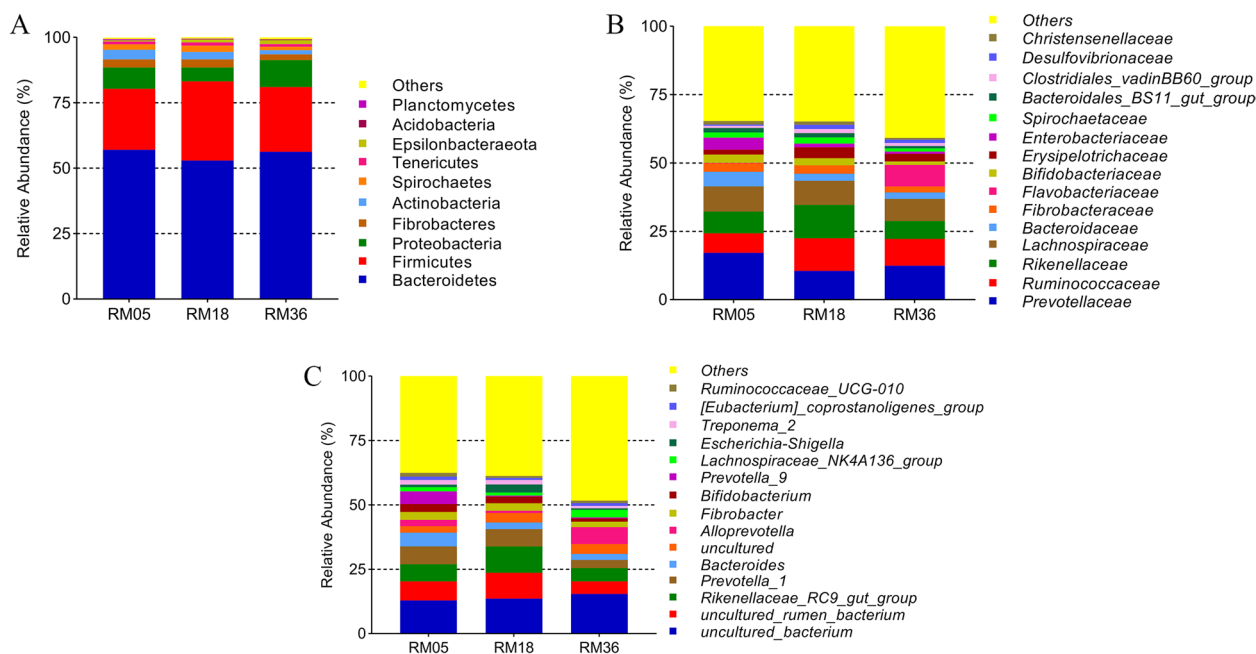 A
Relative Abundance (%)
100
75
50
25
0
RM05 RM18 RM36
Others
Planctomycetes
Acidobacteria
Epsilonbacteraeota
Tenericutes
Spirochaetes
Actinobacteria
Fibrobacteres
Proteobacteria
Firmicutes
Bacteroidetes
B
Relative Abundance (%)
100
75
50
25
0
RM05 RM18 RM36
Others
Christensenellaceae
Desulfovibrionaceae
Clostridiales_vadinBB60_group
Bacteroidales_BS11_gut_group
Spirochaetaceae
Enterobacteriaceae
Erysipelotrichaceae
Bifidobacteriaceae
Flavobacteriaceae
Fibrobacteraceae
Bacteroidaceae
Lachnospiraceae
Rikenellaceae
Ruminococcaceae
Prevotellaceae
C
Relative Abundance (%)
100
75
50
25
0
RM05 RM18 RM36
Others
Ruminococcaceae_UCG-010
[Eubacterium]_coprostanoligenes_group
Treponema_2
Escherichia-Shigella
Lachnospiraceae_NK4A136_group
Prevotella_9
Bifidobacterium
Fibrobacter
Alloprevotella
uncultured
Bacteroides
Prevotella_1
Rikenellaceae_RC9_gut_group
uncultured_rumen_bacterium
uncultured_bacterium